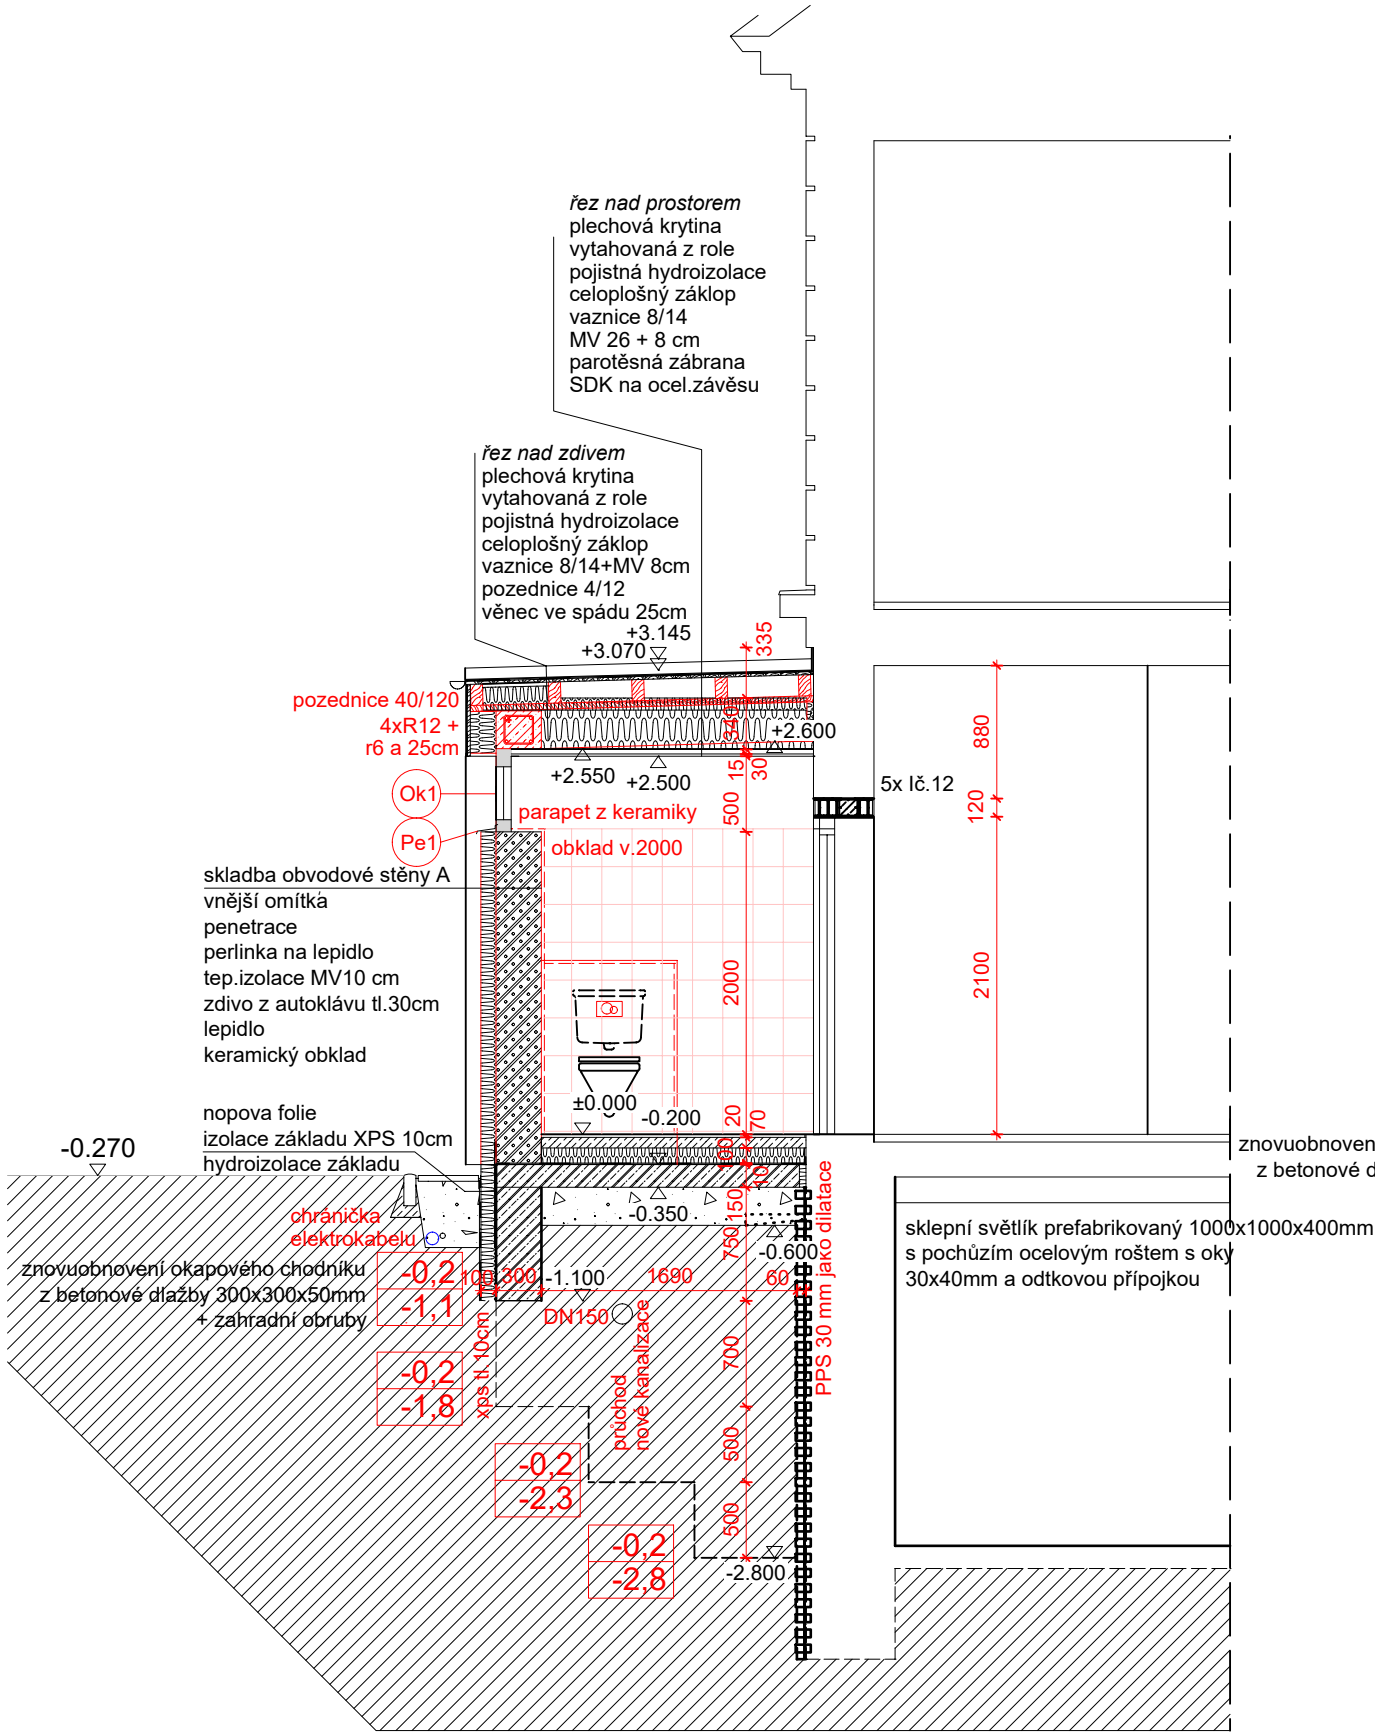 řez nad prostorem
plechová krytina
vytahovaná z role
pojistná hydroizolace
celoplošný záklop
vaznice 8/14
MV 26 + 8 cm
parotěsná zábrana
SDK na ocel.závěsu
řez nad zdivem
plechová krytina
vytahovaná z role
pojistná hydroizolace
celoplošný záklop
vaznice 8/14+MV 8cm
pozednice 4/12
věnec ve spádu 25cm
+3.145
+3.070
335
pozednice 40/120
4xR12 +
r6 a 25cm
340
+2.600
880
+2.550
+2.500
15
30
5x Ič.12
120
Ok1
500
parapet z keramiky
Pe1
obklad v.2000
skladba obvodové stěny A
vnější omítka
penetrace
perlinka na lepidlo
tep.izolace MV10 cm
zdivo z autoklávu tl.30cm
lepidlo
keramický obklad
2000
2100
±0.000
-0.200
20
70
nopova folie
izolace základu XPS 10cm
hydroizolace základu
-0.270
100
10
150
znovuobnoven
z betonové d
chránička
elektrokabelu
-0.350
750
-0.600
PPS 30 mm jako dilatace
sklepní světlík prefabrikovaný 1000x1000x400mm
s pochůzím ocelovým roštem s oky
30x40mm a odtkovou přípojkou
znovuobnovení okapového chodníku
z betonové dlažby 300x300x50mm
+ zahradní obruby
-0,2
-1,1
100
300
-1.100
1690
60
DN150
xps tl 10cm
průchod
nové kanalizace
700
-0,2
-1,8
500
-0,2
-2,3
500
-0,2
-2,8
-2.800